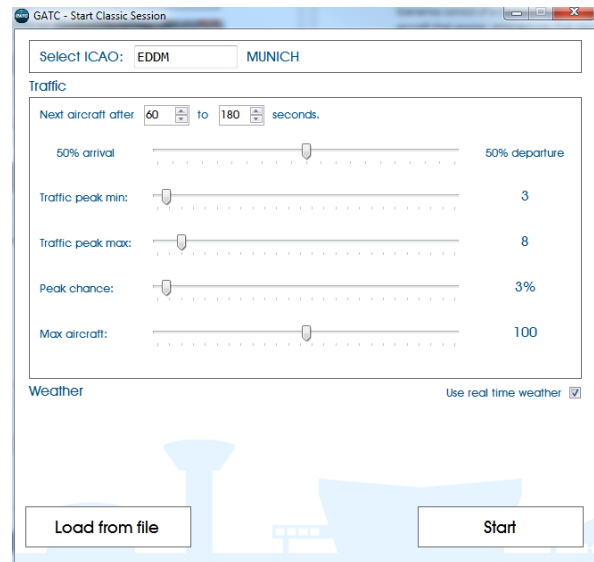 GATC - Start Classic Session
Select ICAO: EDDM MUNICH
Traffic
Next aircraft after 60 to 180 seconds.
50% arrival 50% departure
Traffic peak min: 3
Traffic peak max: 8
Peak chance: 3%
Max aircraft: 100
Weather Use real time weather
Load from file Start